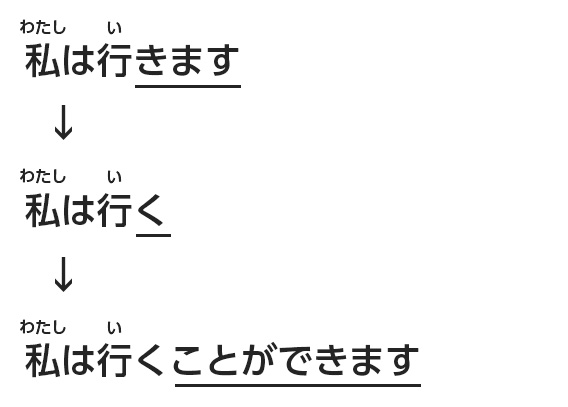 わたし い
私は行きます
↓
わたし い
私は行く
↓
わたし い
私は行くことができます